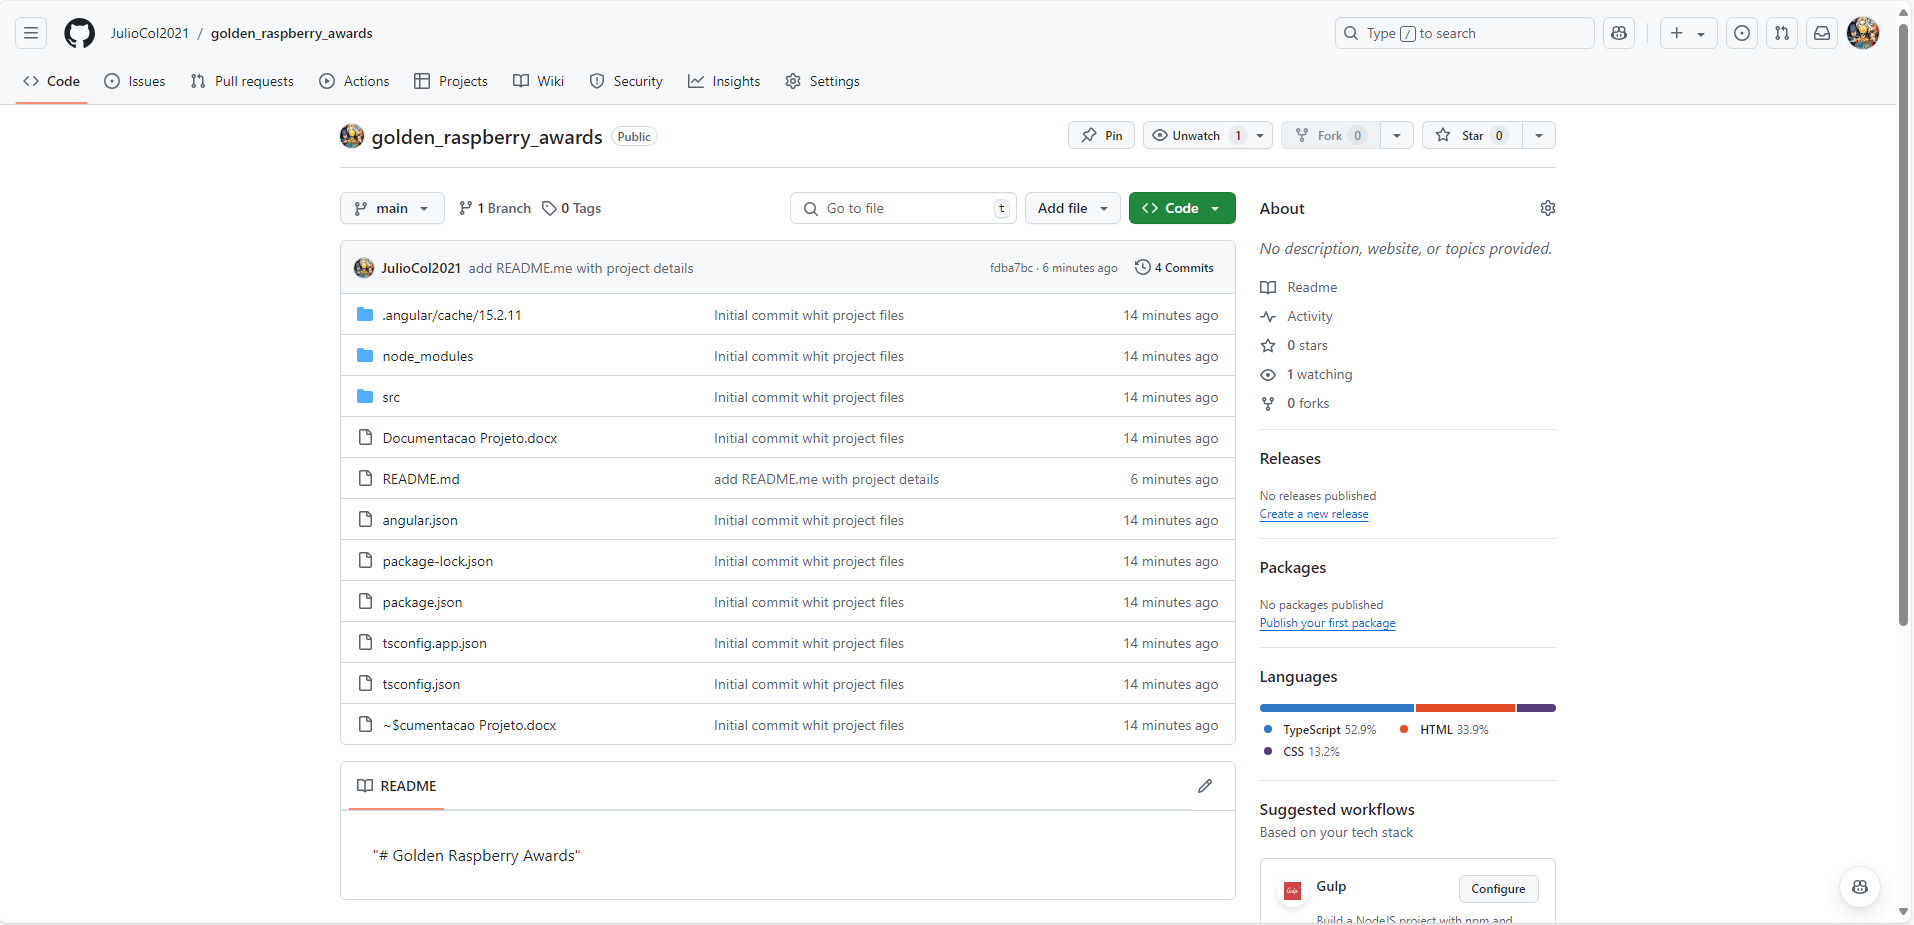 JulioCol2021 / golden_raspberry_awards
Type / to search
Code Issues Pull requests Actions Projects Wiki Security Insights Settings
golden_raspberry_awards Public
Pin Unwatch 1 Fork 0 Star 0
main 1 Branch 0 Tags
Go to file t
Add file Code
JulioCol2021 add README.me with project details fdba7bc · 6 minutes ago 4 Commits
.angular/cache/15.2.11 Initial commit whit project files 14 minutes ago
node_modules Initial commit whit project files 14 minutes ago
src Initial commit whit project files 14 minutes ago
Documentacao Projeto.docx Initial commit whit project files 14 minutes ago
README.md add README.me with project details 6 minutes ago
angular.json Initial commit whit project files 14 minutes ago
package-lock.json Initial commit whit project files 14 minutes ago
package.json Initial commit whit project files 14 minutes ago
tsconfig.app.json Initial commit whit project files 14 minutes ago
tsconfig.json Initial commit whit project files 14 minutes ago
~$cumentacao Projeto.docx Initial commit whit project files 14 minutes ago
README
"# Golden Raspberry Awards"
About
No description, website, or topics provided.
Readme
Activity
0 stars
1 watching
0 forks
Releases
No releases published
Create a new release
Packages
No packages published
Publish your first package
Languages
TypeScript 52.9% HTML 33.9%
CSS 13.2%
Suggested workflows
Based on your tech stack
Gulp Configure
Build a NodeJS project with npm and